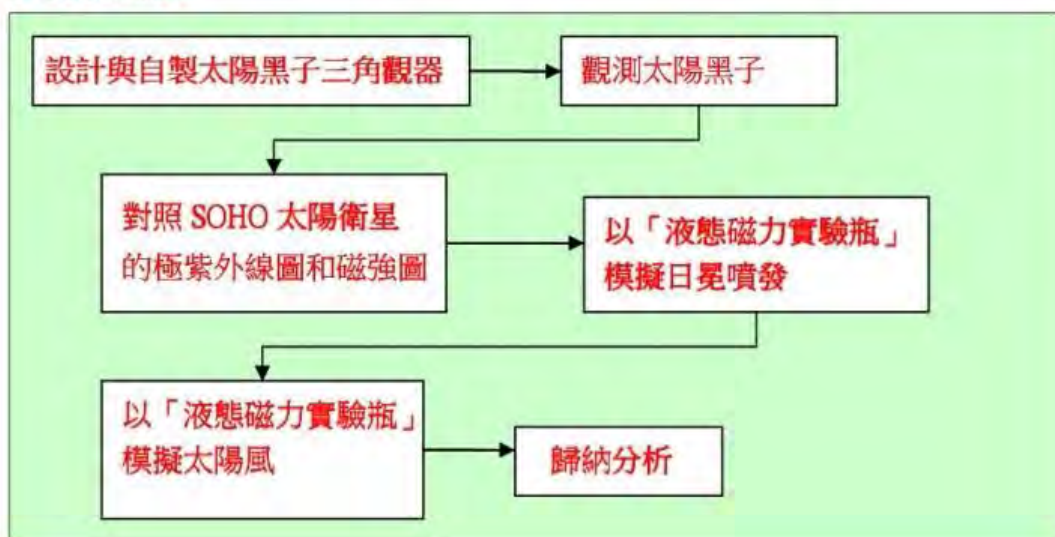 設計與自製太陽黑子三角觀器
觀測太陽黑子
對照 SOHO 太陽衛星
的極紫外線圖和磁強圖
以「液態磁力實驗瓶」
模擬日冕噴發
以「液態磁力實驗瓶」
模擬太陽風
歸納分析